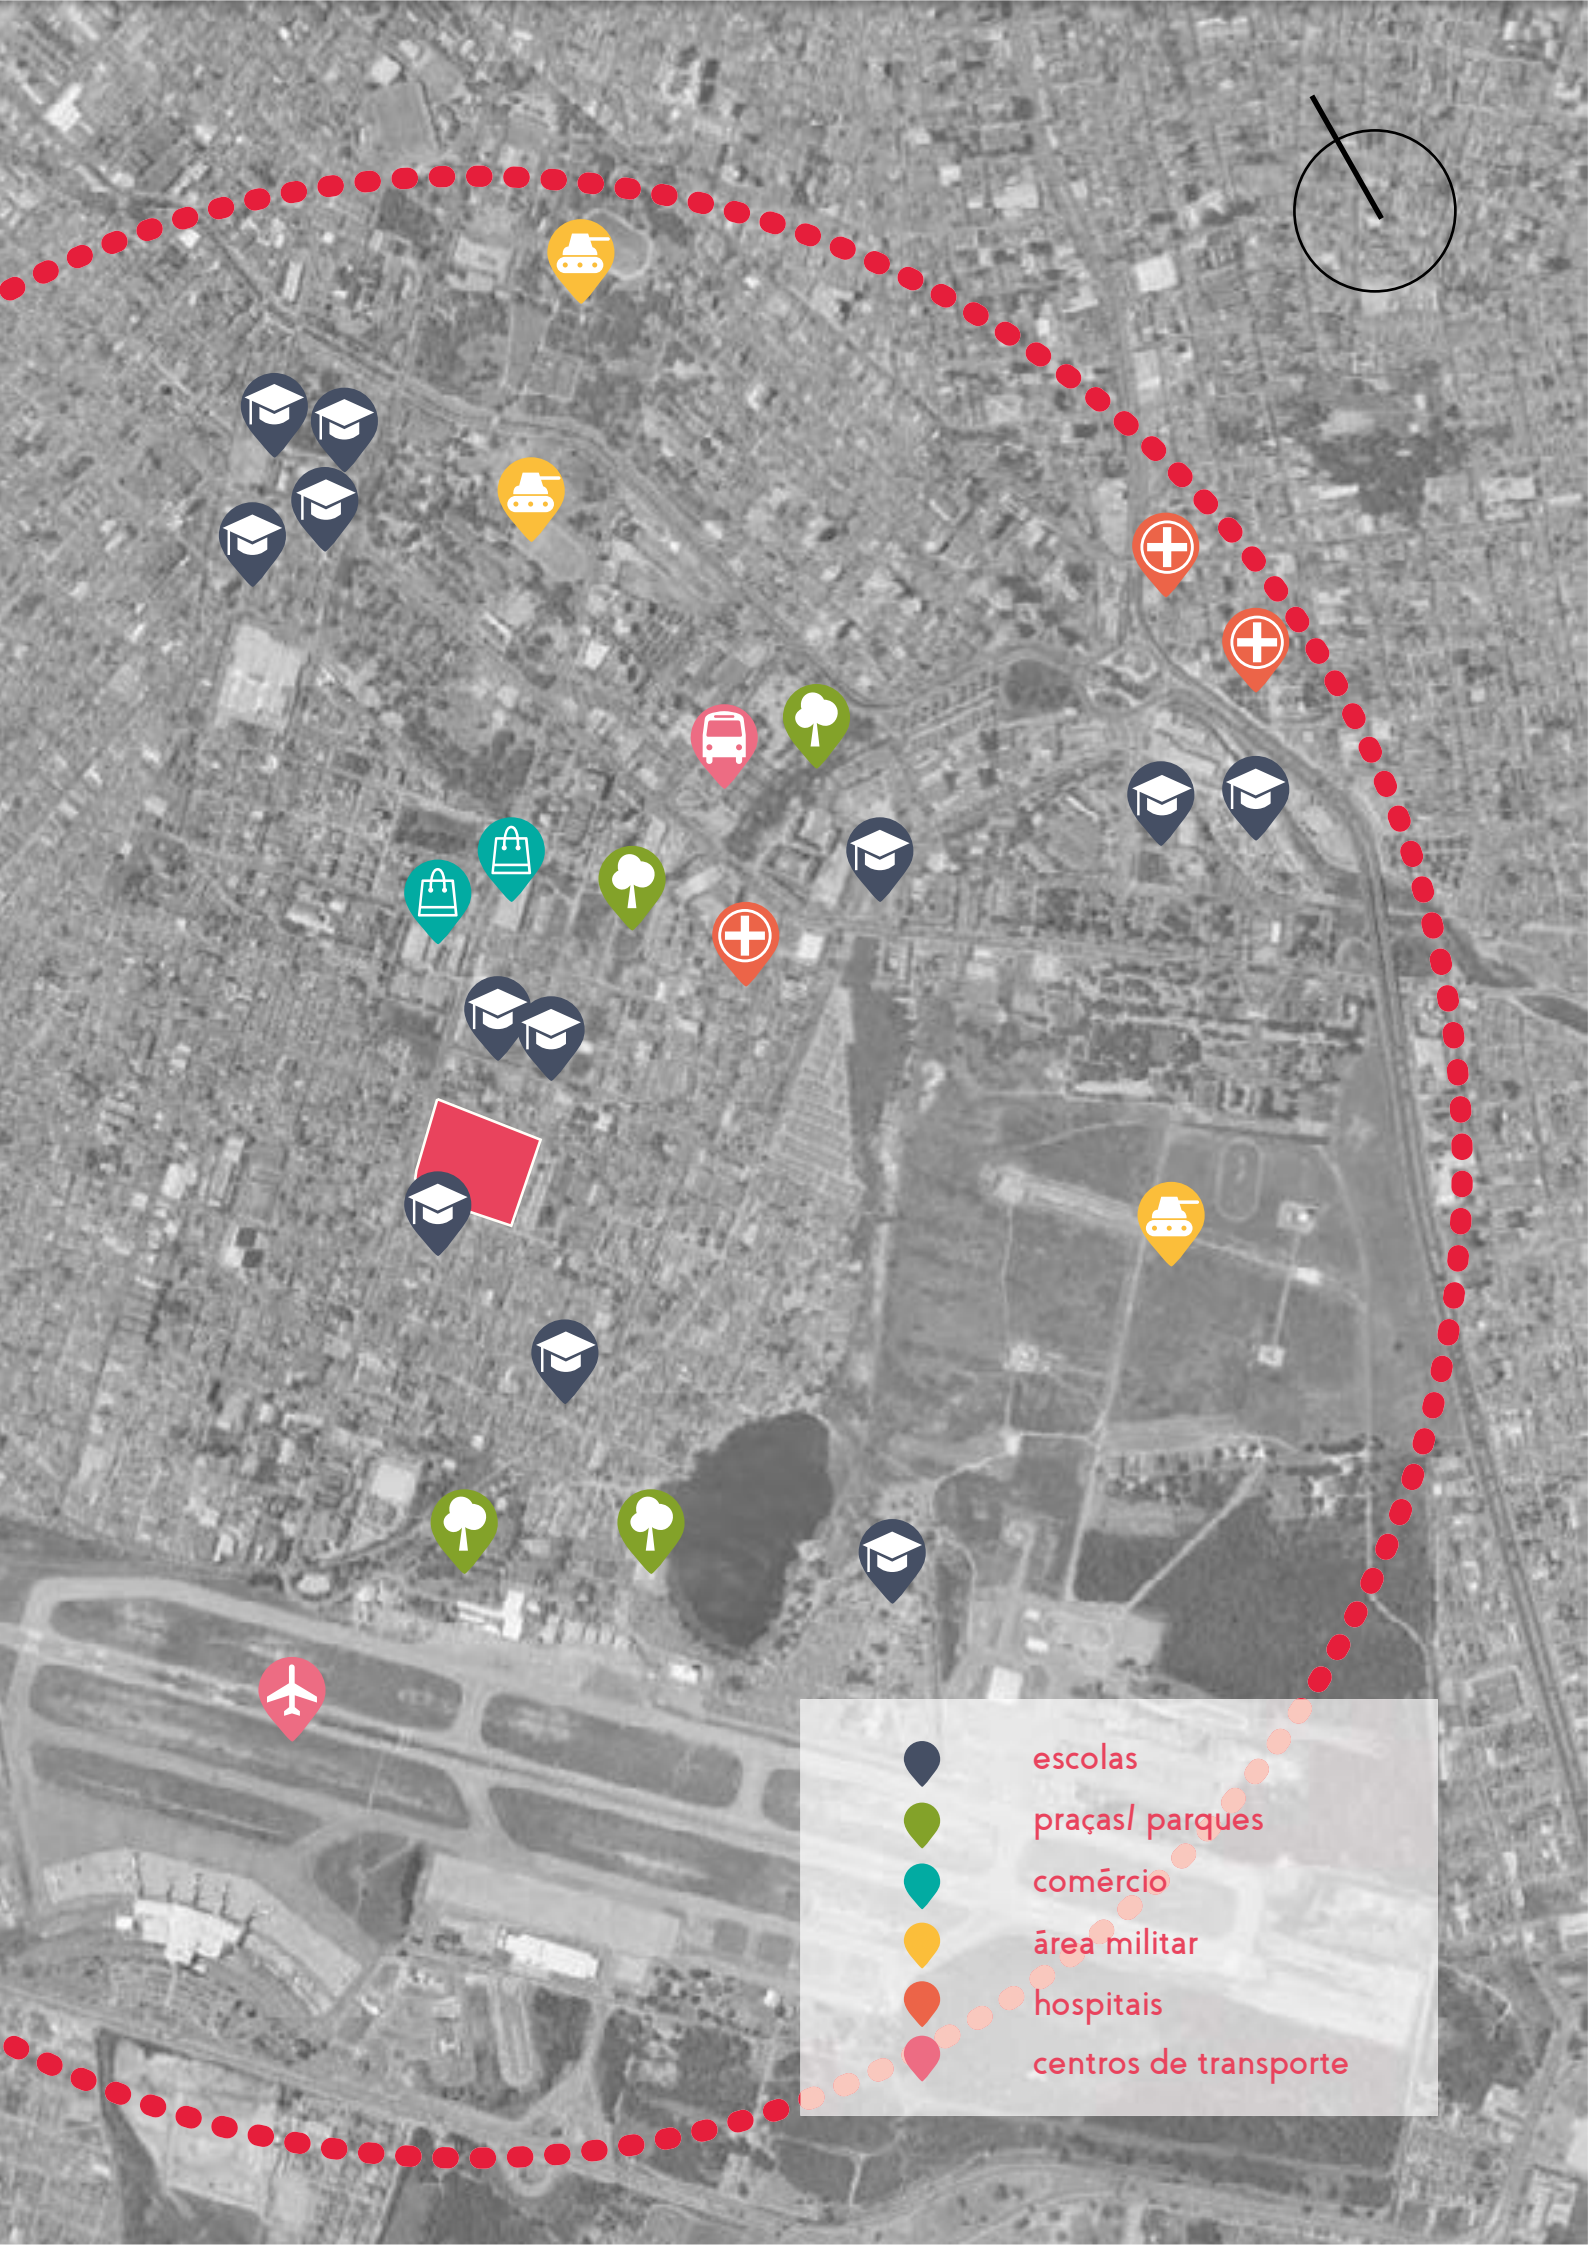 escolas
praças/ parques
comércio
área militar
hospitais
centros de transporte